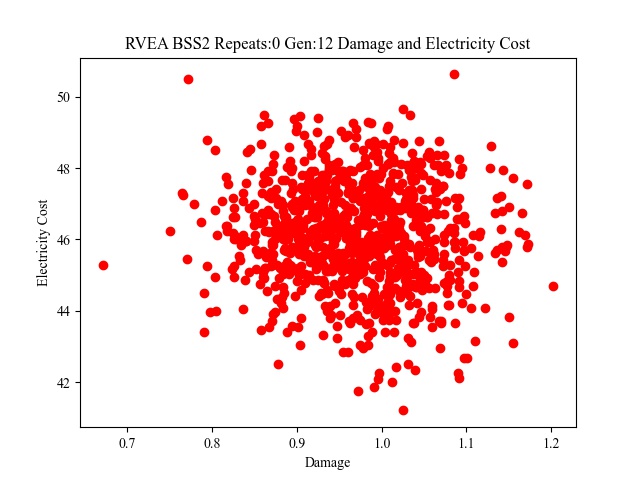 RVEA BSS2 Repeats:0 Gen:12 Damage and Electricity Cost
50
48
46
44
42
Electricity Cost
0.7 0.8 0.9 1.0 1.1 1.2
Damage